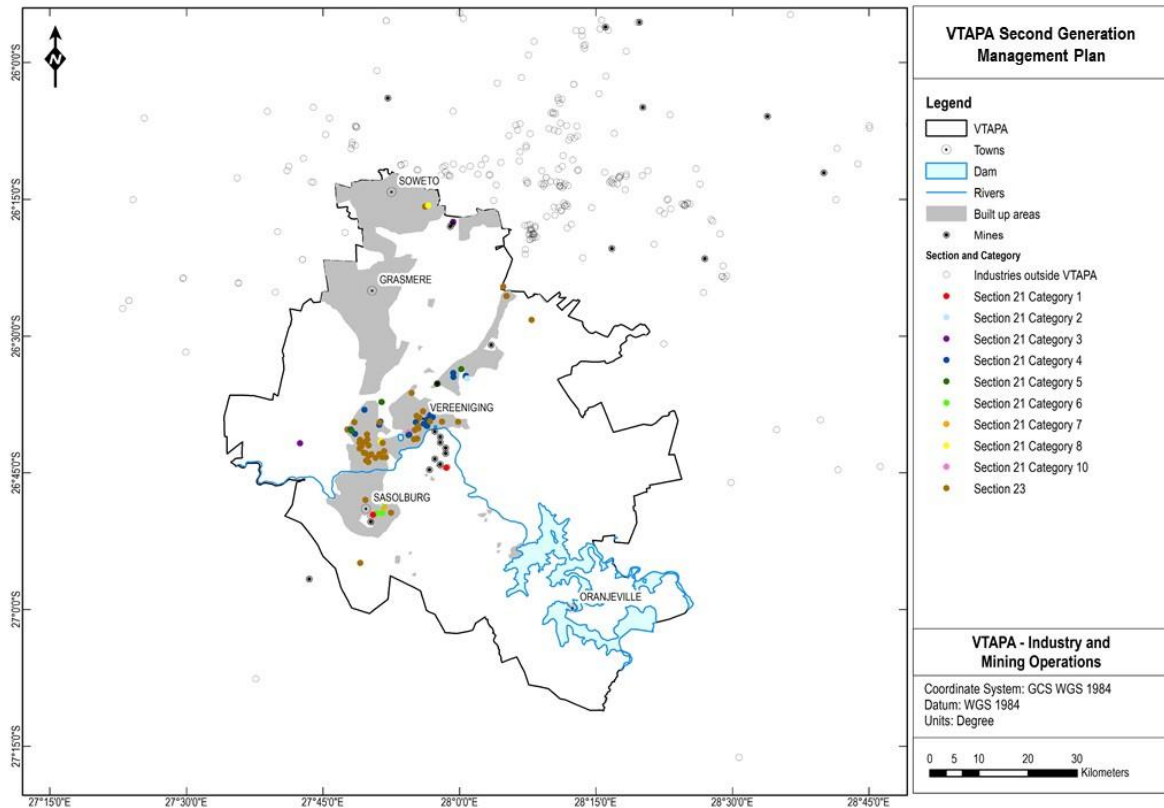 26°0'0"S
26°15'0"S
26°30'0"S
26°45'0"S
27°0'0"S
27°15'0"S
N
SOWETO
GRASMERE
VEREENIGING
SASOLBURG
ORANJEVILLE
27°15'0"E
27°30'0"E
27°45'0"E
28°0'0"E
28°15'0"E
28°30'0"E
28°45'0"E
VTAPA Second Generation
Management Plan
Legend
VTAPA
Towns
Dam
Rivers
Built up areas
Mines
Section and Category
Industries outside VTAPA
Section 21 Category 1
Section 21 Category 2
Section 21 Category 3
Section 21 Category 4
Section 21 Category 5
Section 21 Category 6
Section 21 Category 7
Section 21 Category 8
Section 21 Category 10
Section 23
VTAPA - Industry and
Mining Operations
Coordinate System: GCS WGS 1984
Datum: WGS 1984
Units: Degree
0 5 10 20 30
Kilometers